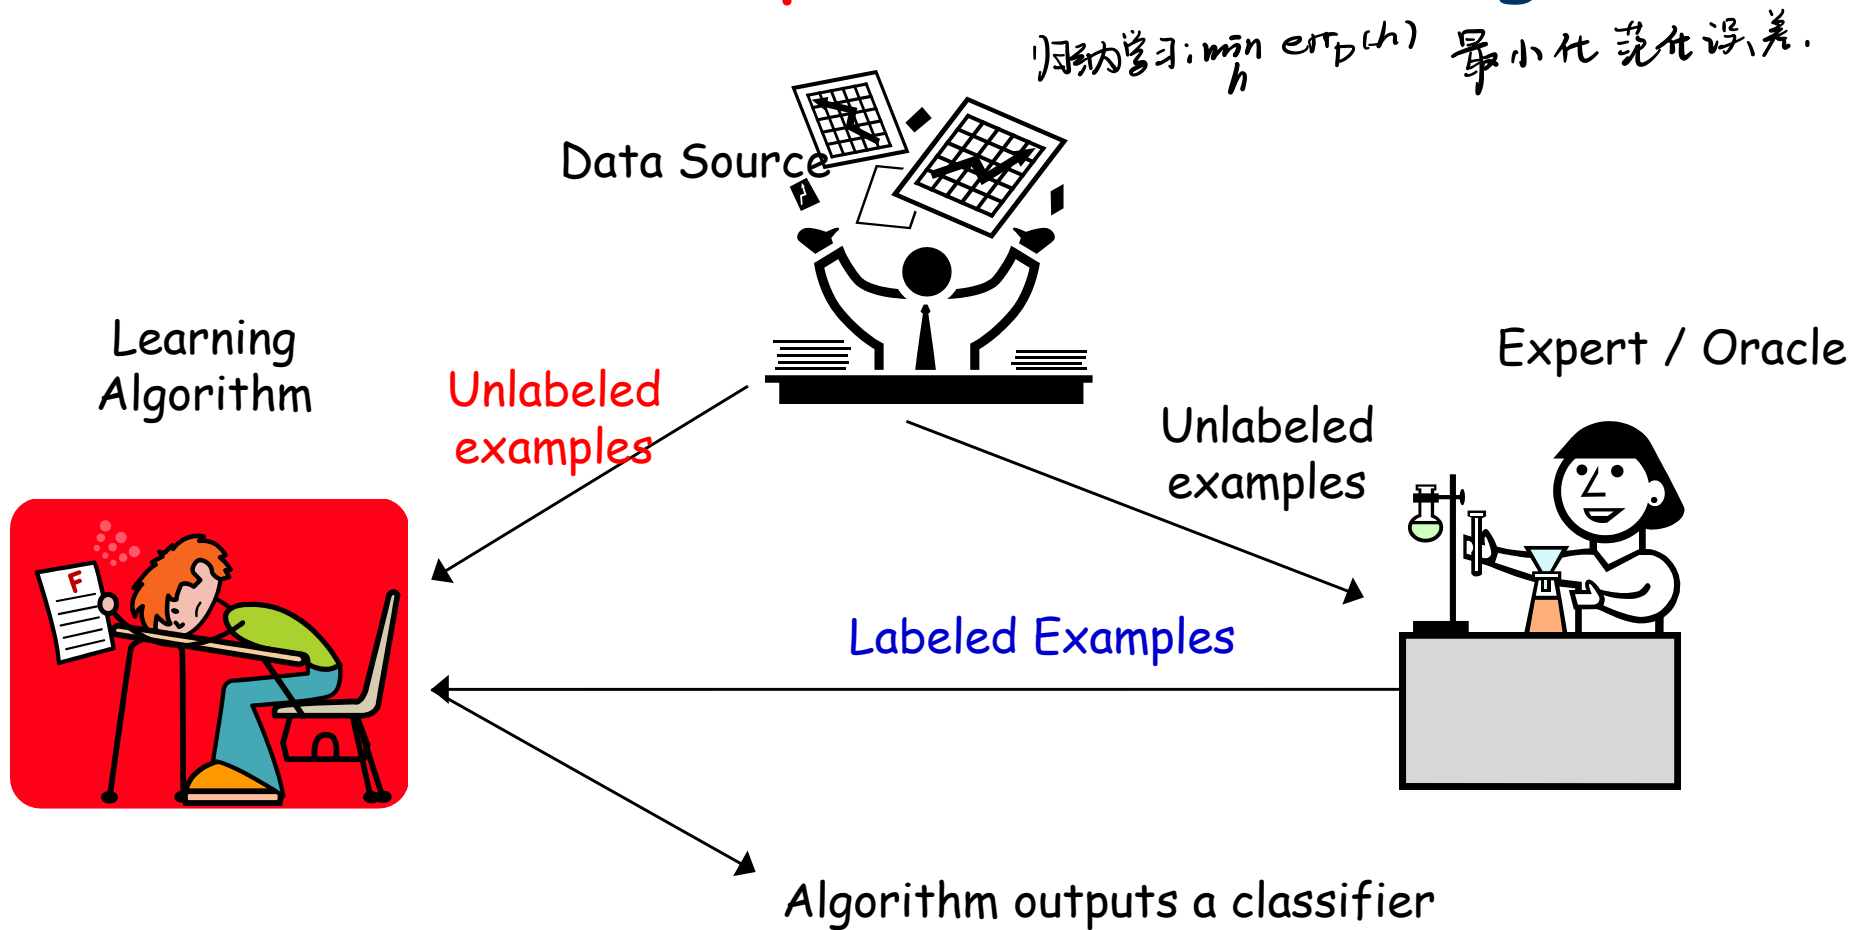 归纳学习: min err_D(h) 最小化泛化误差.
h
Data Source
Learning
Algorithm
Unlabeled
examples
Expert / Oracle
Unlabeled
examples
F
Labeled Examples
Algorithm outputs a classifier